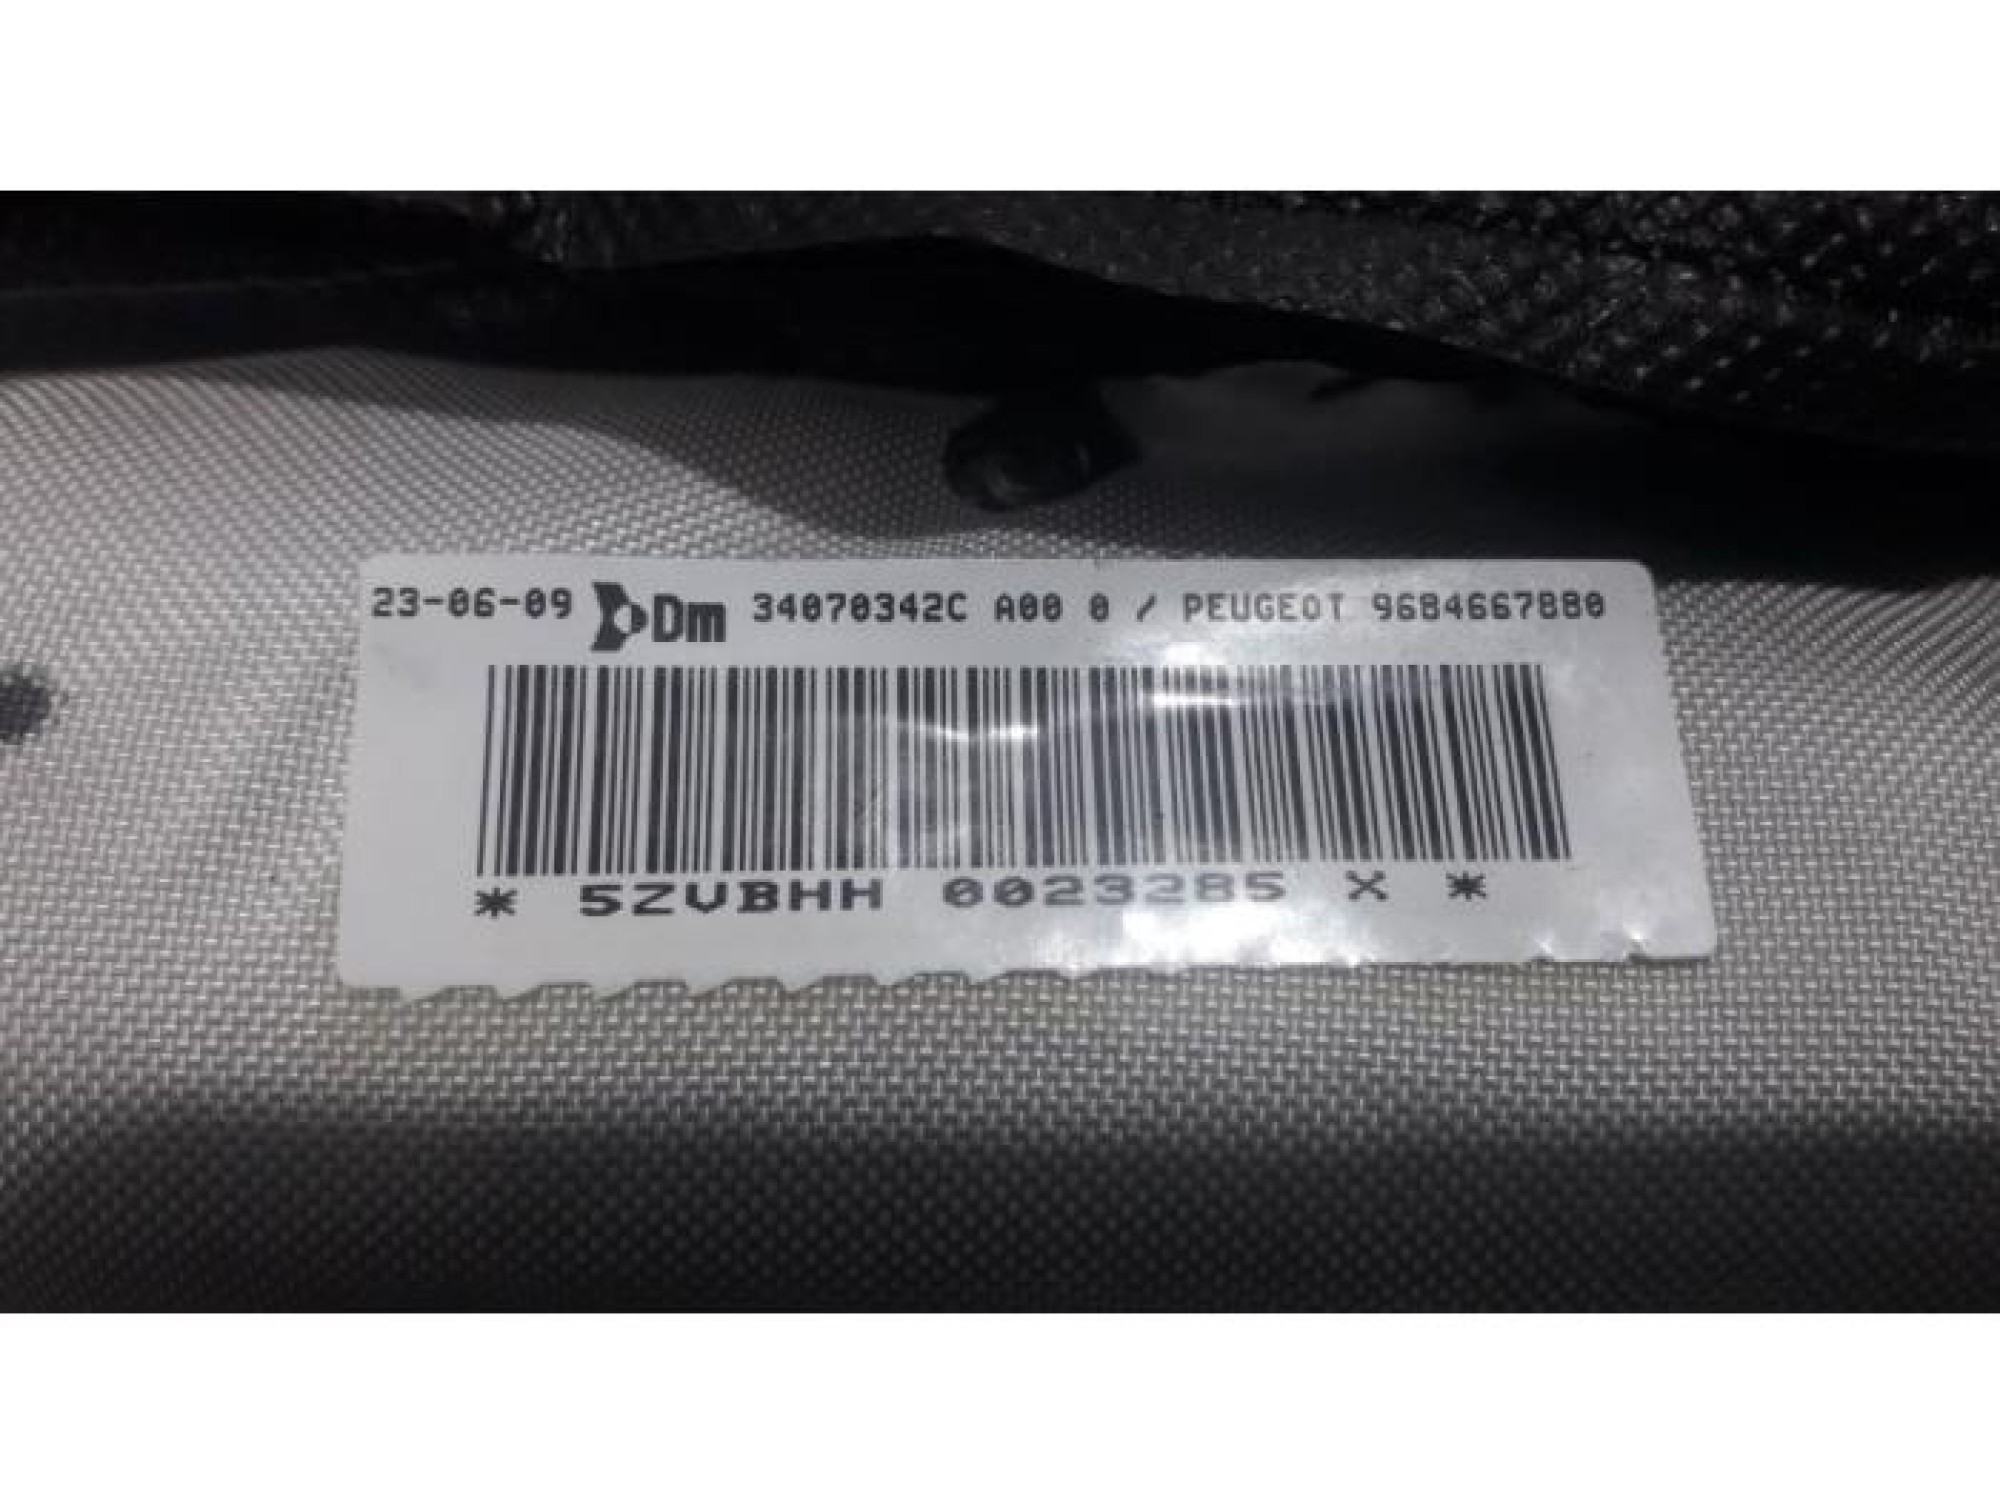 23-06-09 Dm 34070342C A00 0 / PEUGEOT 9684667880
* 5ZVBHH 0023285 X *